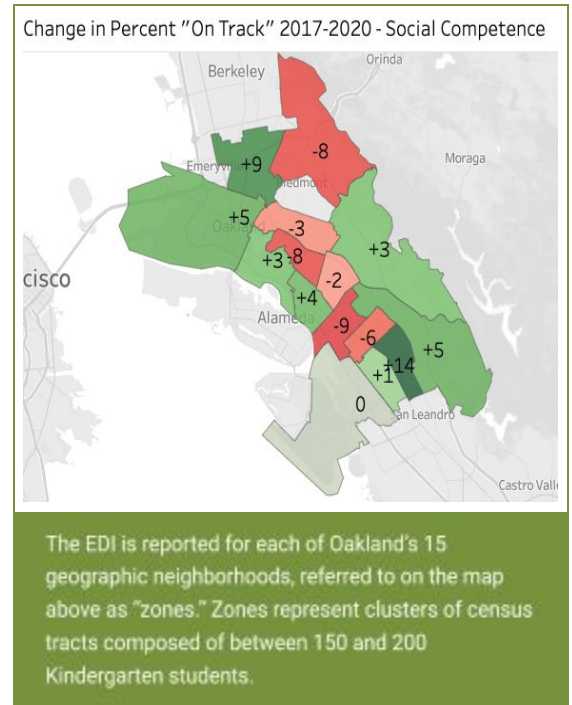 Change in Percent "On Track" 2017-2020 - Social Competence
Orinda
Berkeley
-8
Moraga
+9
Emeryv
Piedmont
+5
Oakland
-3
+3
-8
+3
cisco
-2
+4
Alameda
-9
-6
+5
+14
+1
0
San Leandro
Castro Valle
The EDI is reported for each of Oakland's 15
geographic neighborhoods, referred to on the map
above as "zones." Zones represent clusters of census
tracts composed of between 150 and 200
Kindergarten students.